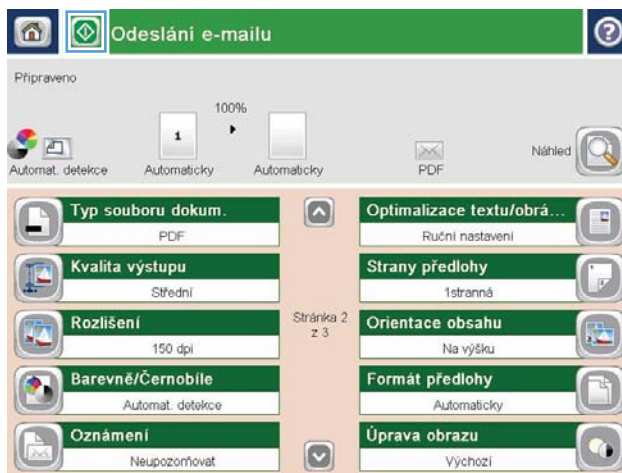 Odeslání e-mailu
Připraveno
100%
1
Automat. detekce
Automaticky
Automaticky
PDF
Náhled
Typ souboru dokum.
PDF
Optimalizace textu/obrá...
Ruční nastavení
Kvalita výstupu
Střední
Strany předlohy
1stranná
Rozlišení
150 dpi
Stránka 2
z 3
Orientace obsahu
Na výšku
Barevně/Černobíle
Automat. detekce
Formát předlohy
Automaticky
Oznámení
Neupozorňovat
Úprava obrazu
Výchozí